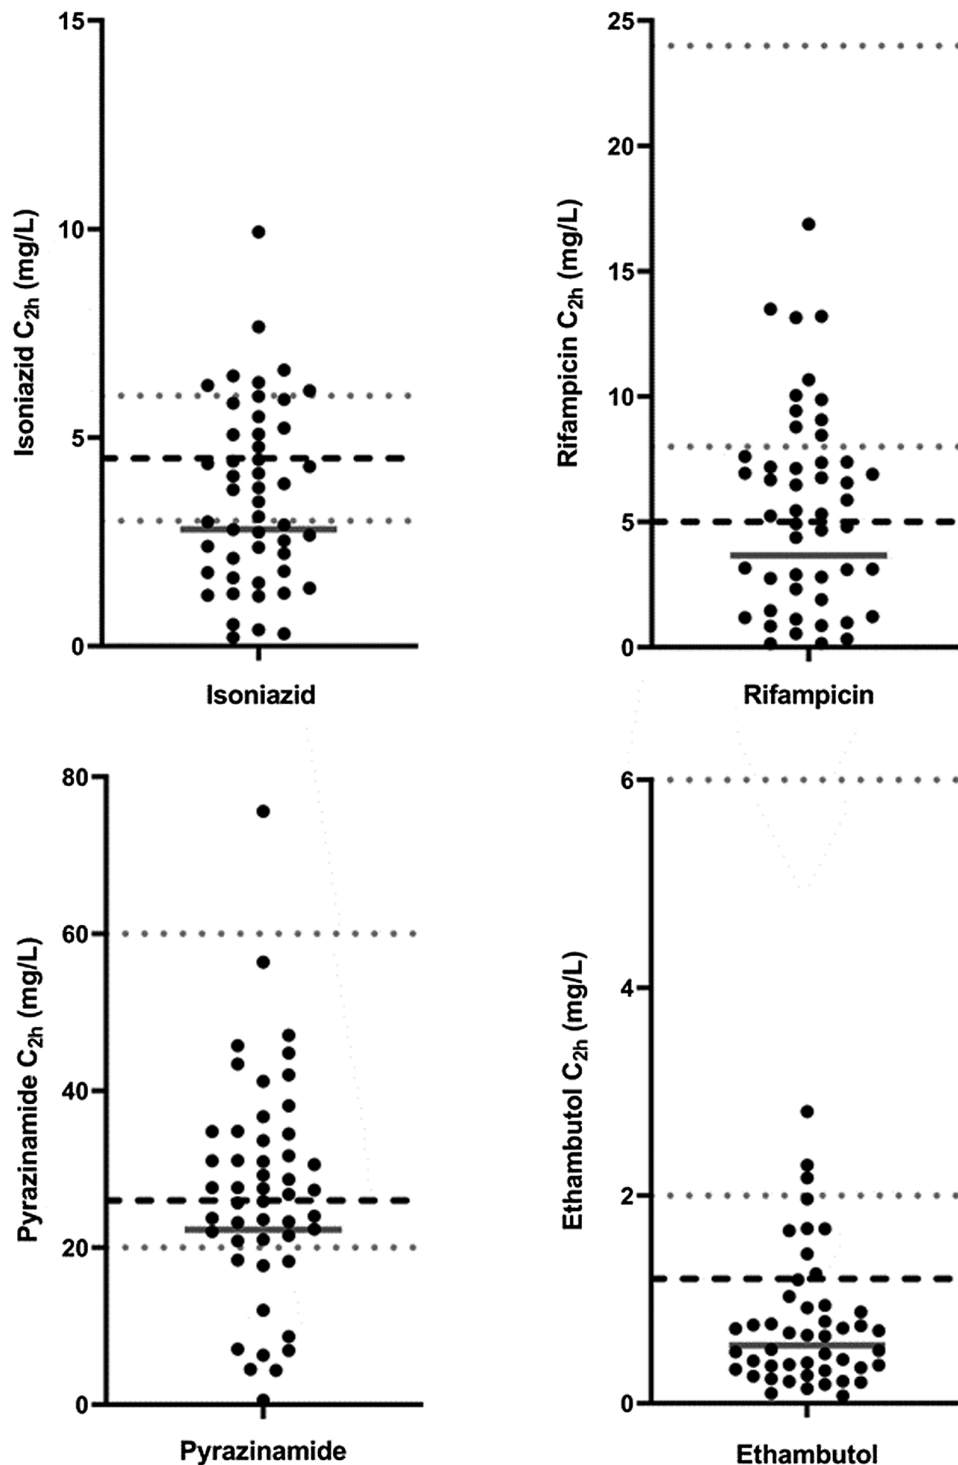 15
10
5
0
Isoniazid C2h (mg/L)
Isoniazid
25
20
15
10
5
0
Rifampicin C2h (mg/L)
Rifampicin
80
60
40
20
0
Pyrazinamide C2h (mg/L)
Pyrazinamide
6
4
2
0
Ethambutol C2h (mg/L)
Ethambutol